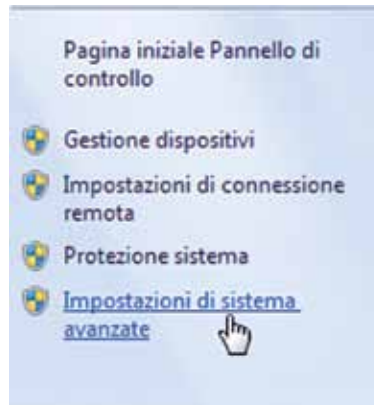 Pagina iniziale Pannello di
controllo
Gestione dispositivi
Impostazioni di connessione
remota
Protezione sistema
Impostazioni di sistema
avanzate